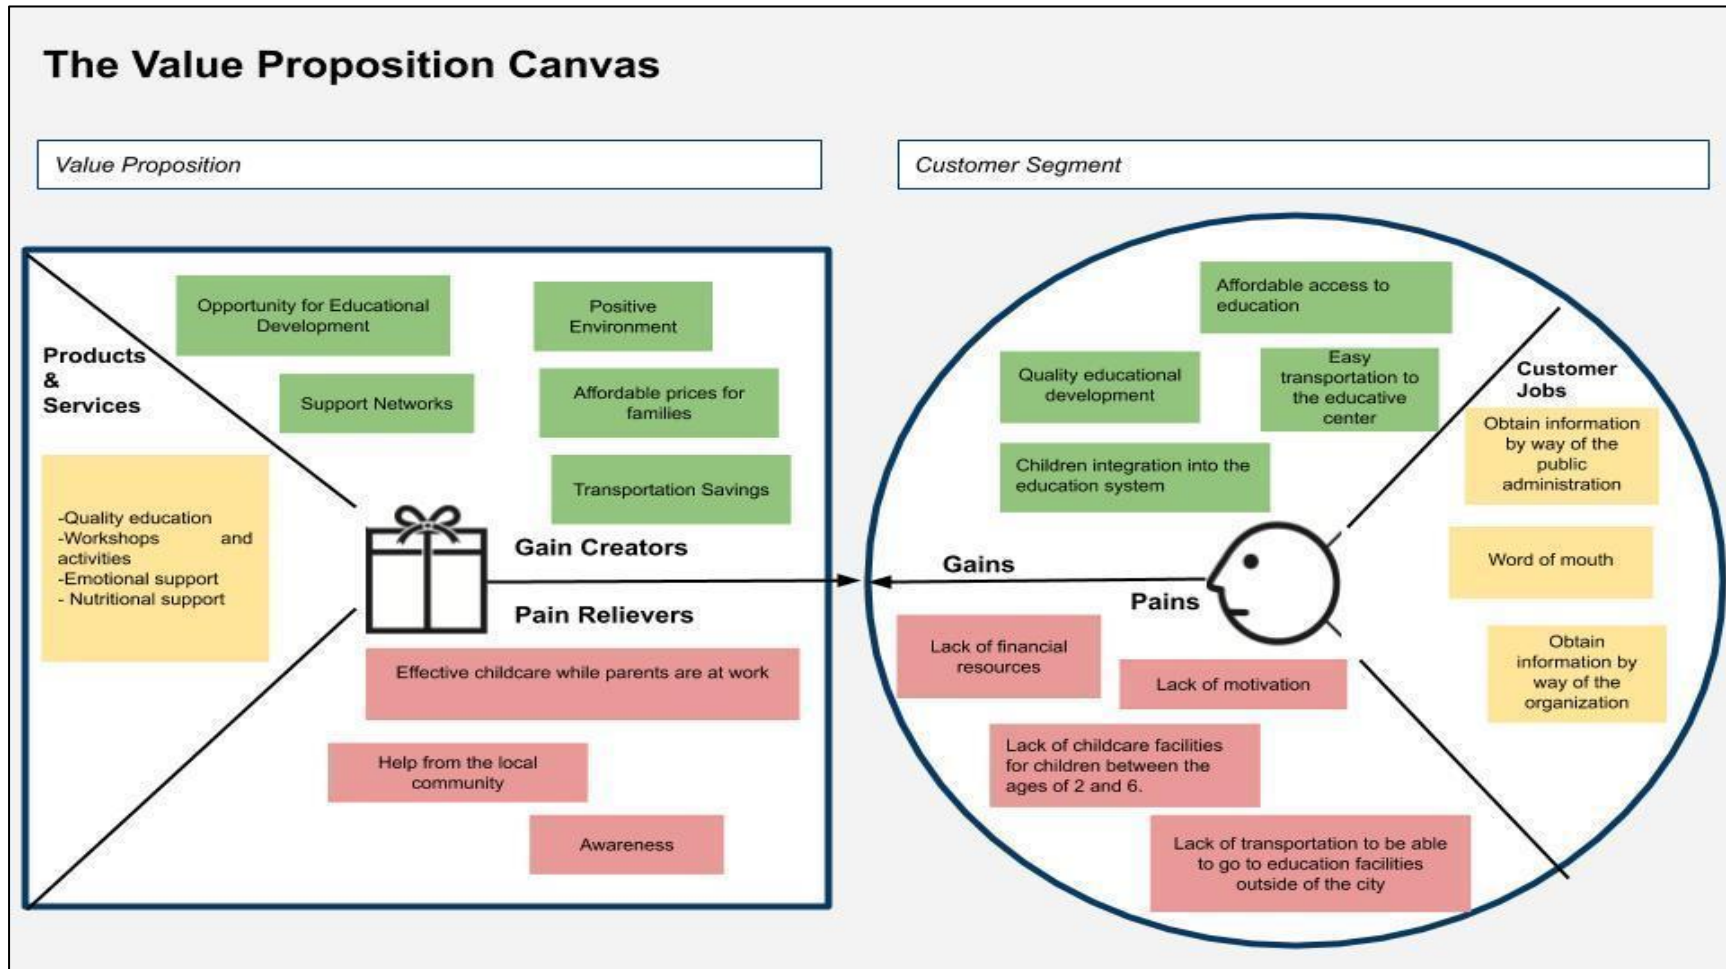 The Value Proposition Canvas
Value Proposition
Customer Segment
Products
&
Services
Opportunity for Educational
Development
Positive
Environment
Support Networks
Affordable prices for
families
Transportation Savings
-Quality education
-Workshops and
activities
-Emotional support
- Nutritional support
Gain Creators
Pain Relievers
Effective childcare while parents are at work
Help from the local
community
Awareness
Affordable access to
education
Quality educational
development
Easy
transportation to
the educative
center
Children integration into the
education system
Gains
Pains
Lack of financial
resources
Lack of motivation
Lack of childcare facilities
for children between the
ages of 2 and 6.
Lack of transportation to be able
to go to education facilities
outside of the city
Customer
Jobs
Obtain information
by way of the
public
administration
Word of mouth
Obtain
information by
way of the
organization